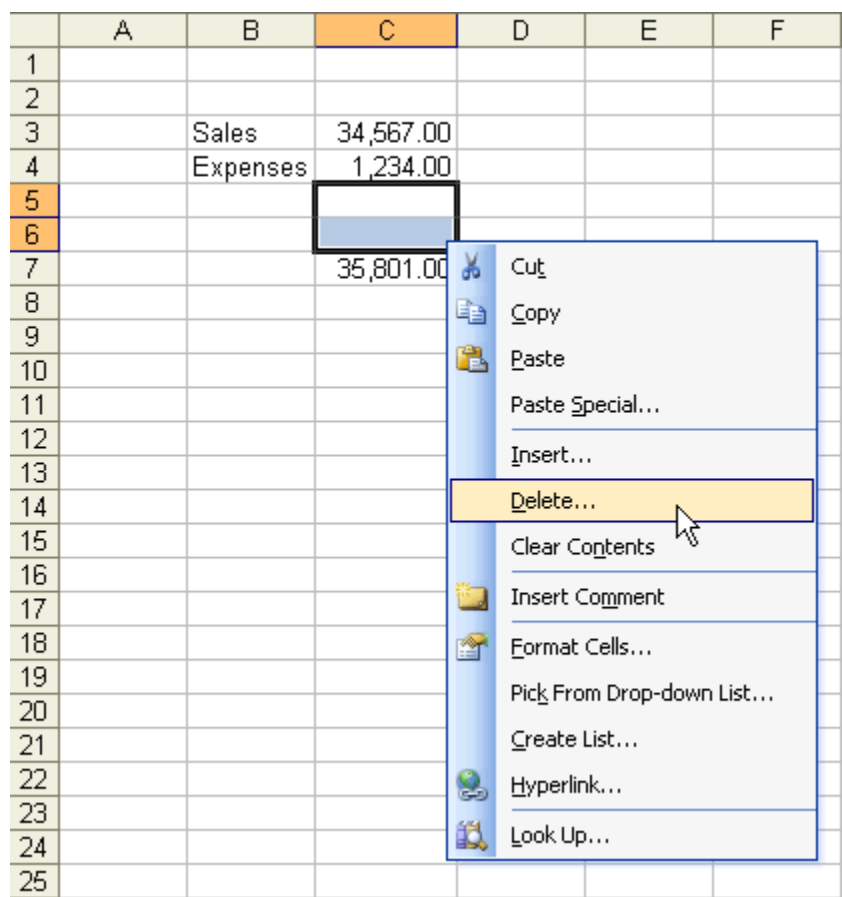 A B C D E F
1
2
3 Sales 34,567.00
4 Expenses 1,234.00
5
6
7 35,801.00
8
9
10
11
12
13
14
15
16
17
18
19
20
21
22
23
24
25
Cut
Copy
Paste
Paste Special...
Insert...
Delete...
Clear Contents
Insert Comment
Format Cells...
Pick From Drop-down List...
Create List...
Hyperlink...
Look Up...